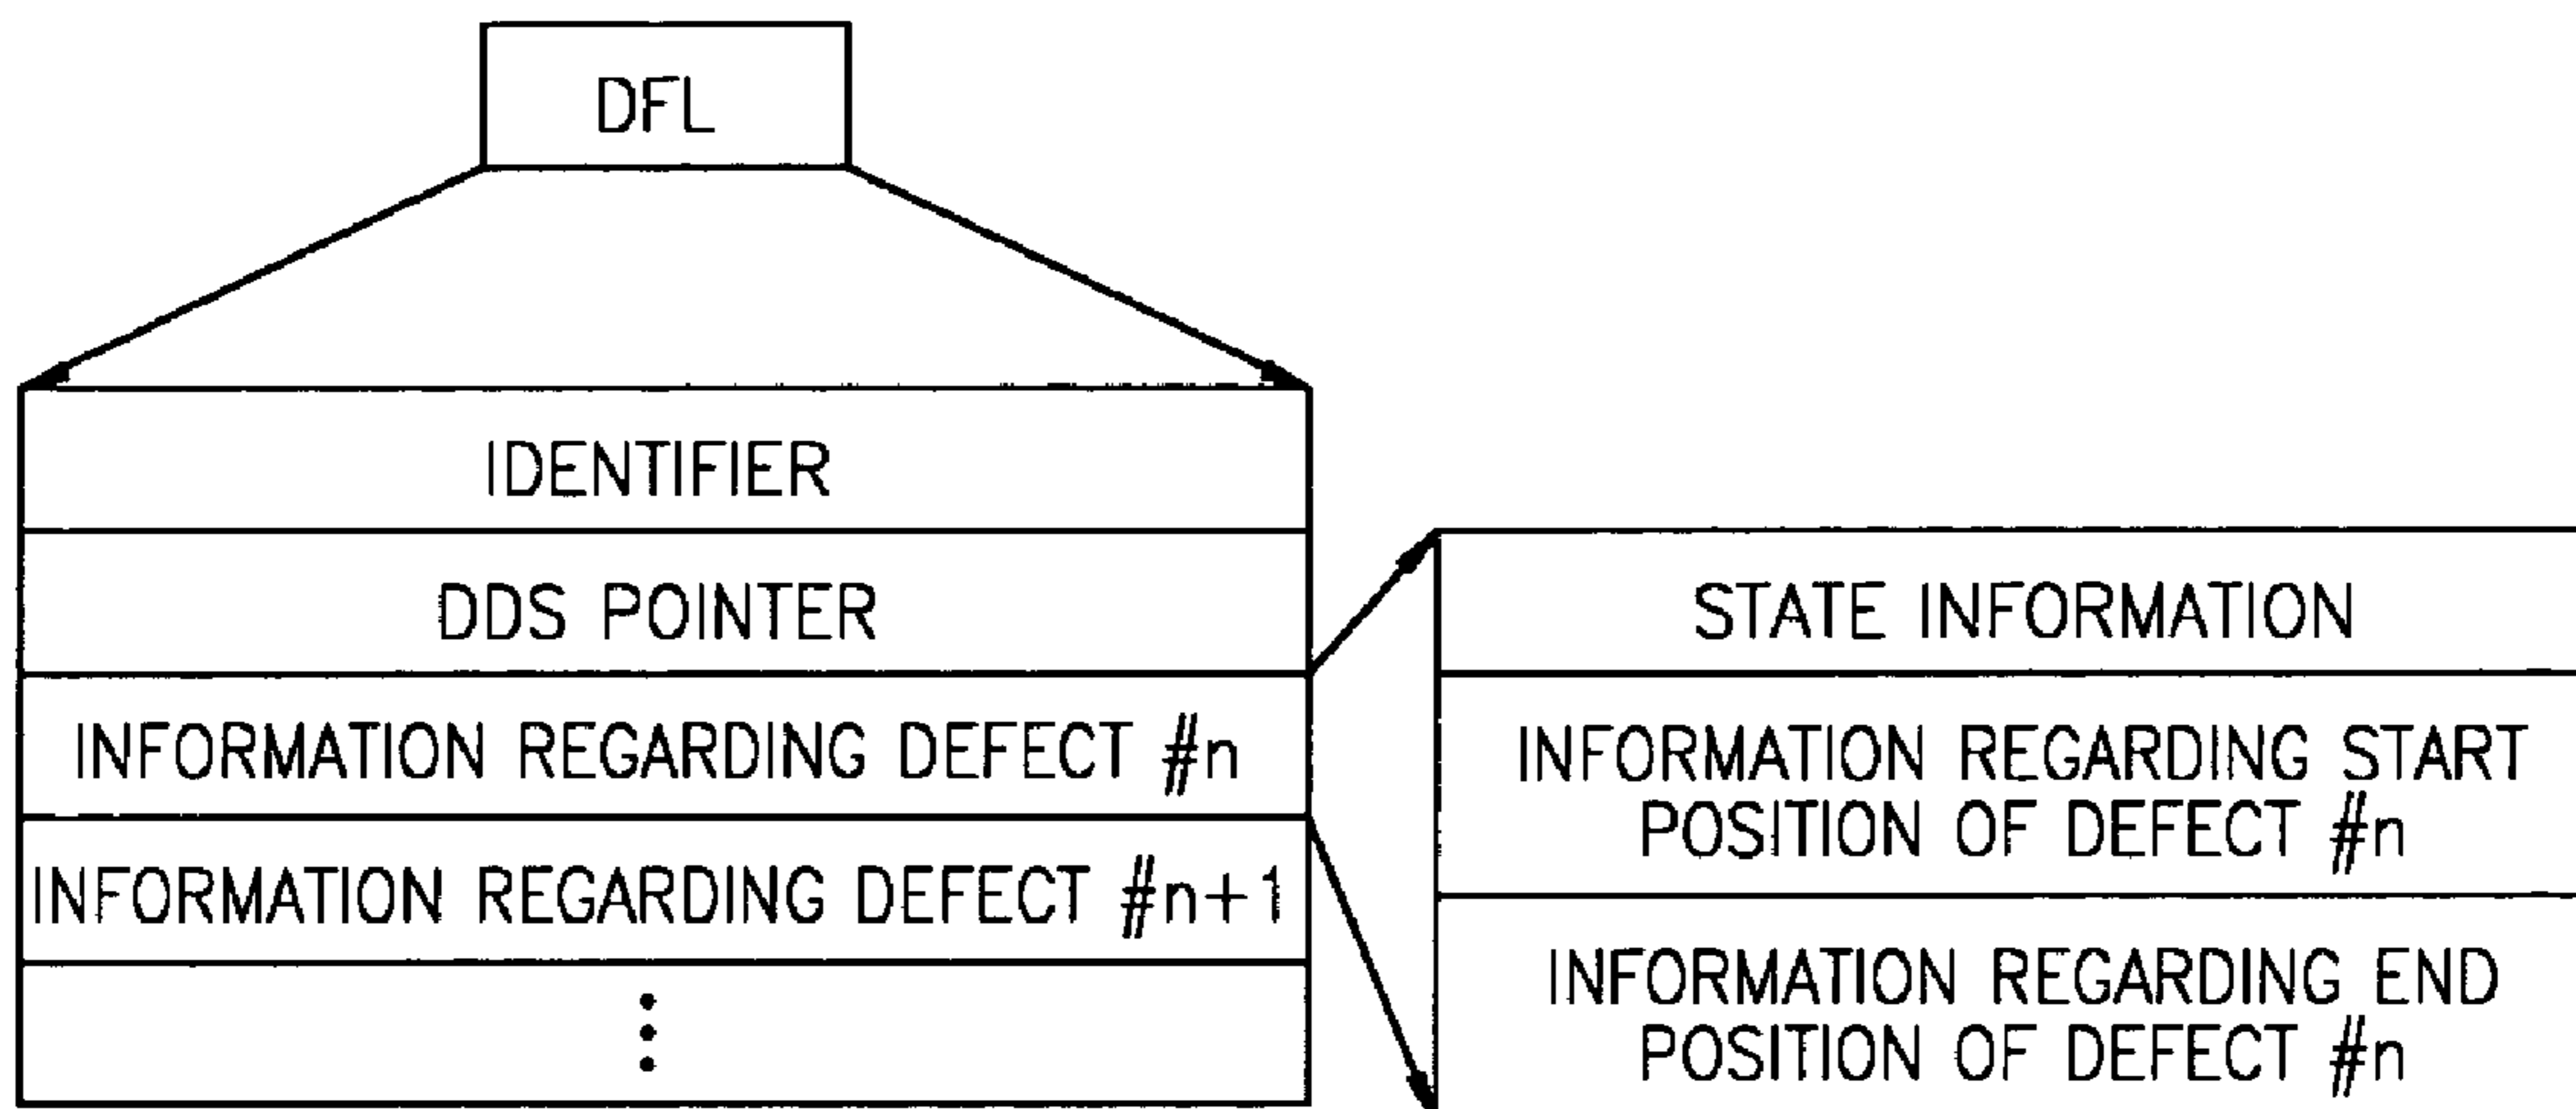 DFL
IDENTIFIER
DDS POINTER
INFORMATION REGARDING DEFECT #n
INFORMATION REGARDING DEFECT #n+1
STATE INFORMATION
INFORMATION REGARDING START
POSITION OF DEFECT #n
INFORMATION REGARDING END
POSITION OF DEFECT #n